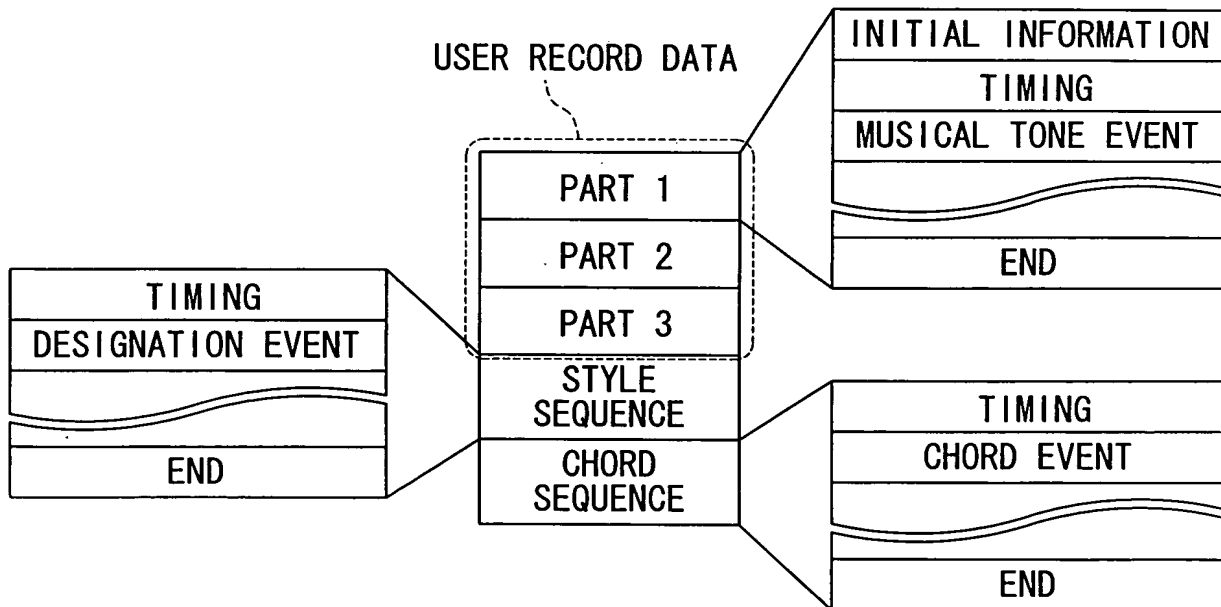 USER RECORD DATA
PART 1
PART 2
PART 3
STYLE
SEQUENCE
CHORD
SEQUENCE
INITIAL INFORMATION
TIMING
MUSICAL TONE EVENT
END
TIMING
DESIGNATION EVENT
END
TIMING
CHORD EVENT
END